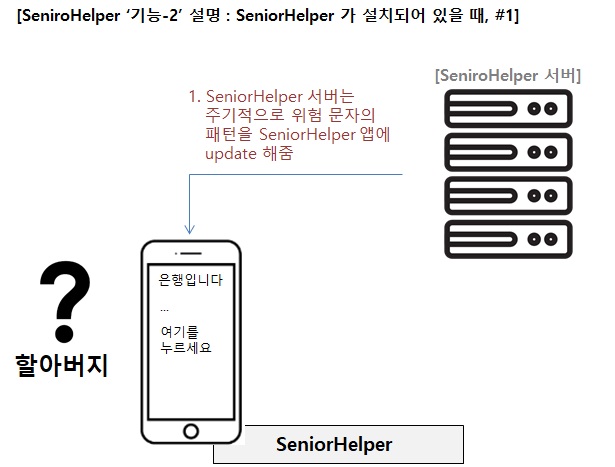 [SeniroHelper ‘기능-2’ 설명 : SeniorHelper 가 설치되어 있을 때, #1]
[SeniroHelper 서버]
1. SeniorHelper 서버는
주기적으로 위험 문자의
패턴을 SeniorHelper 앱에
update 해줌
은행입니다
...
여기를
누르세요
?
할아버지
SeniorHelper